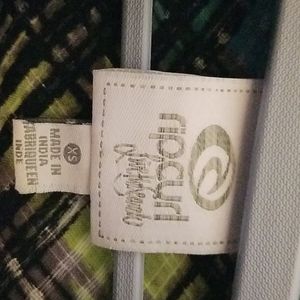 ripcurl
XS
MADE IN
INDIA
FABRIQUE EN
INDE